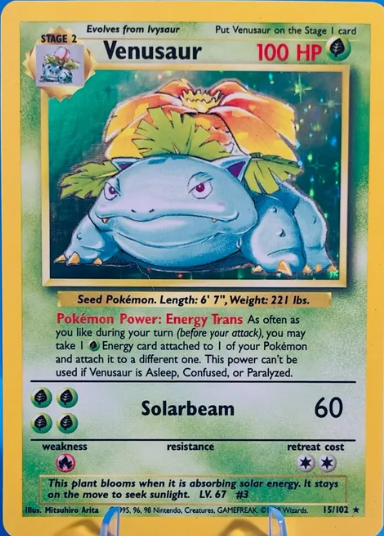 Evolves from Ivysaur
Put Venusaur on the Stage 1 card
STAGE 2
Venusaur
100 HP
Seed Pokémon. Length: 6' 7", Weight: 221 lbs.
Pokémon Power: Energy Trans As often as
you like during your turn (before your attack), you may
take 1 Energy card attached to 1 of your Pokémon
and attach it to a different one. This power can't be
used if Venusaur is Asleep, Confused, or Paralyzed.
Solarbeam 60
weakness
resistance
retreat cost
This plant blooms when it is absorbing solar energy. It stays
on the move to seek sunlight. LV. 67 #3
Illus. Mitsuhiro Arita
95, 96, 98 Nintendo, Creatures, GAMEFREAK. © Wizards.
15/102 ★